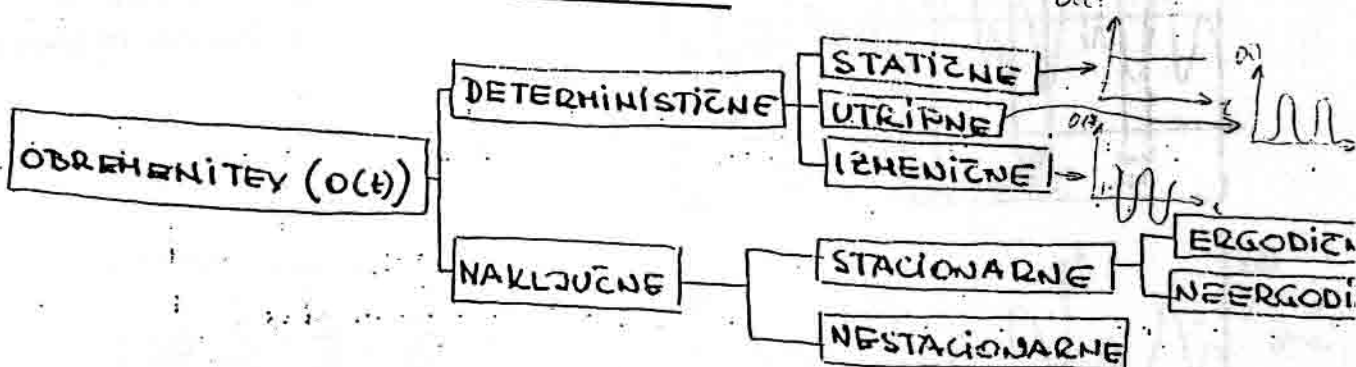 OBREMENITEV (O(t))
DETERMINISTIČNE
STATIČNE
UTRIPNE
IZMENIČNE
NAKLJUČNE
STACIONARNE
NESTACIONARNE